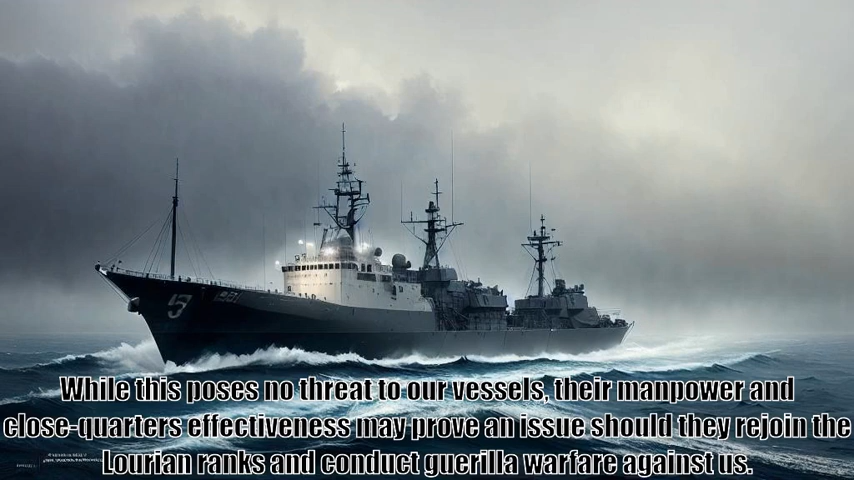 While this poses no threat to our vessels, their manpower and
close-quarters effectiveness may prove an issue should they rejoin the
Lourian ranks and conduct guerilla warfare against us.